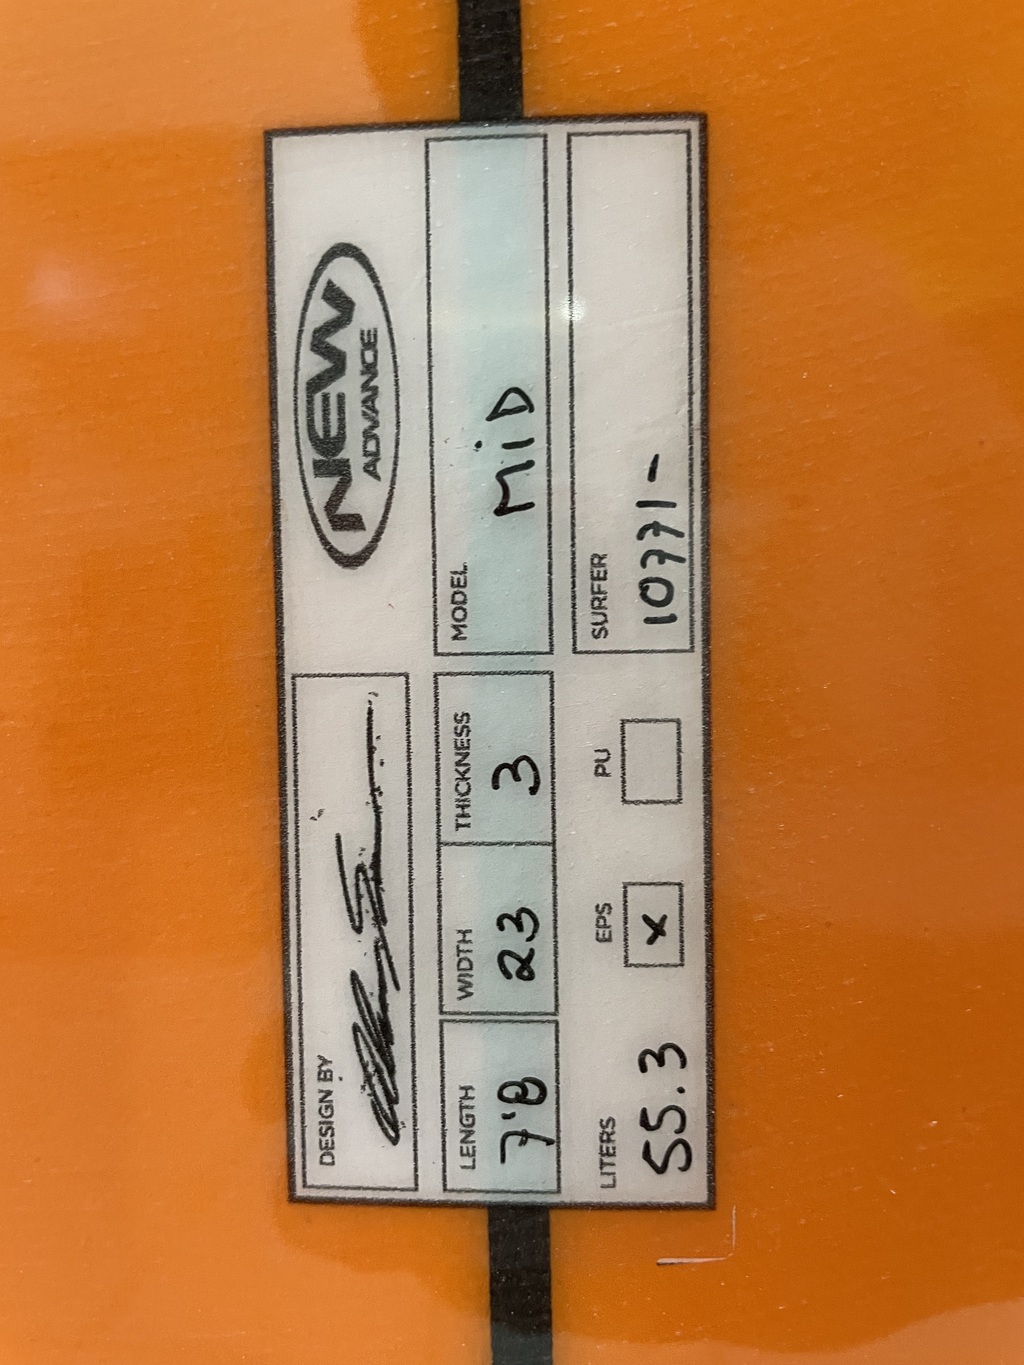 DESIGN BY
NEW
ADVANCE
LENGTH WIDTH THICKNESS MODEL
7'8 23 3 MiD
LITERS EPS PU SURFER
55.3 x 10771-